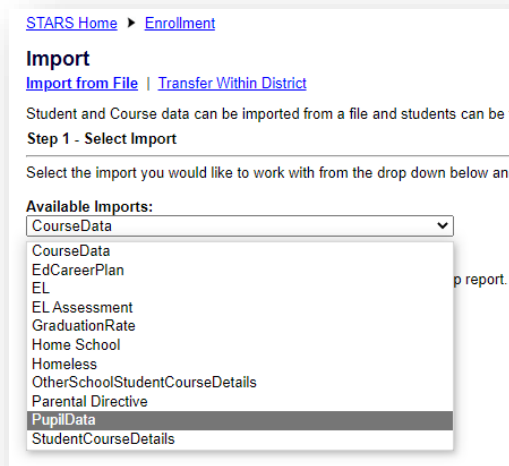 STARS Home ▶ Enrollment
Import
Import from File | Transfer Within District
Student and Course data can be imported from a file and students can be
Step 1 - Select Import
Select the import you would like to work with from the drop down below an
Available Imports:
CourseData
CourseData
EdCareerPlan
EL
p report.
EL Assessment
GraduationRate
Home School
Homeless
OtherSchoolStudentCourseDetails
Parental Directive
PupilData
StudentCourseDetails